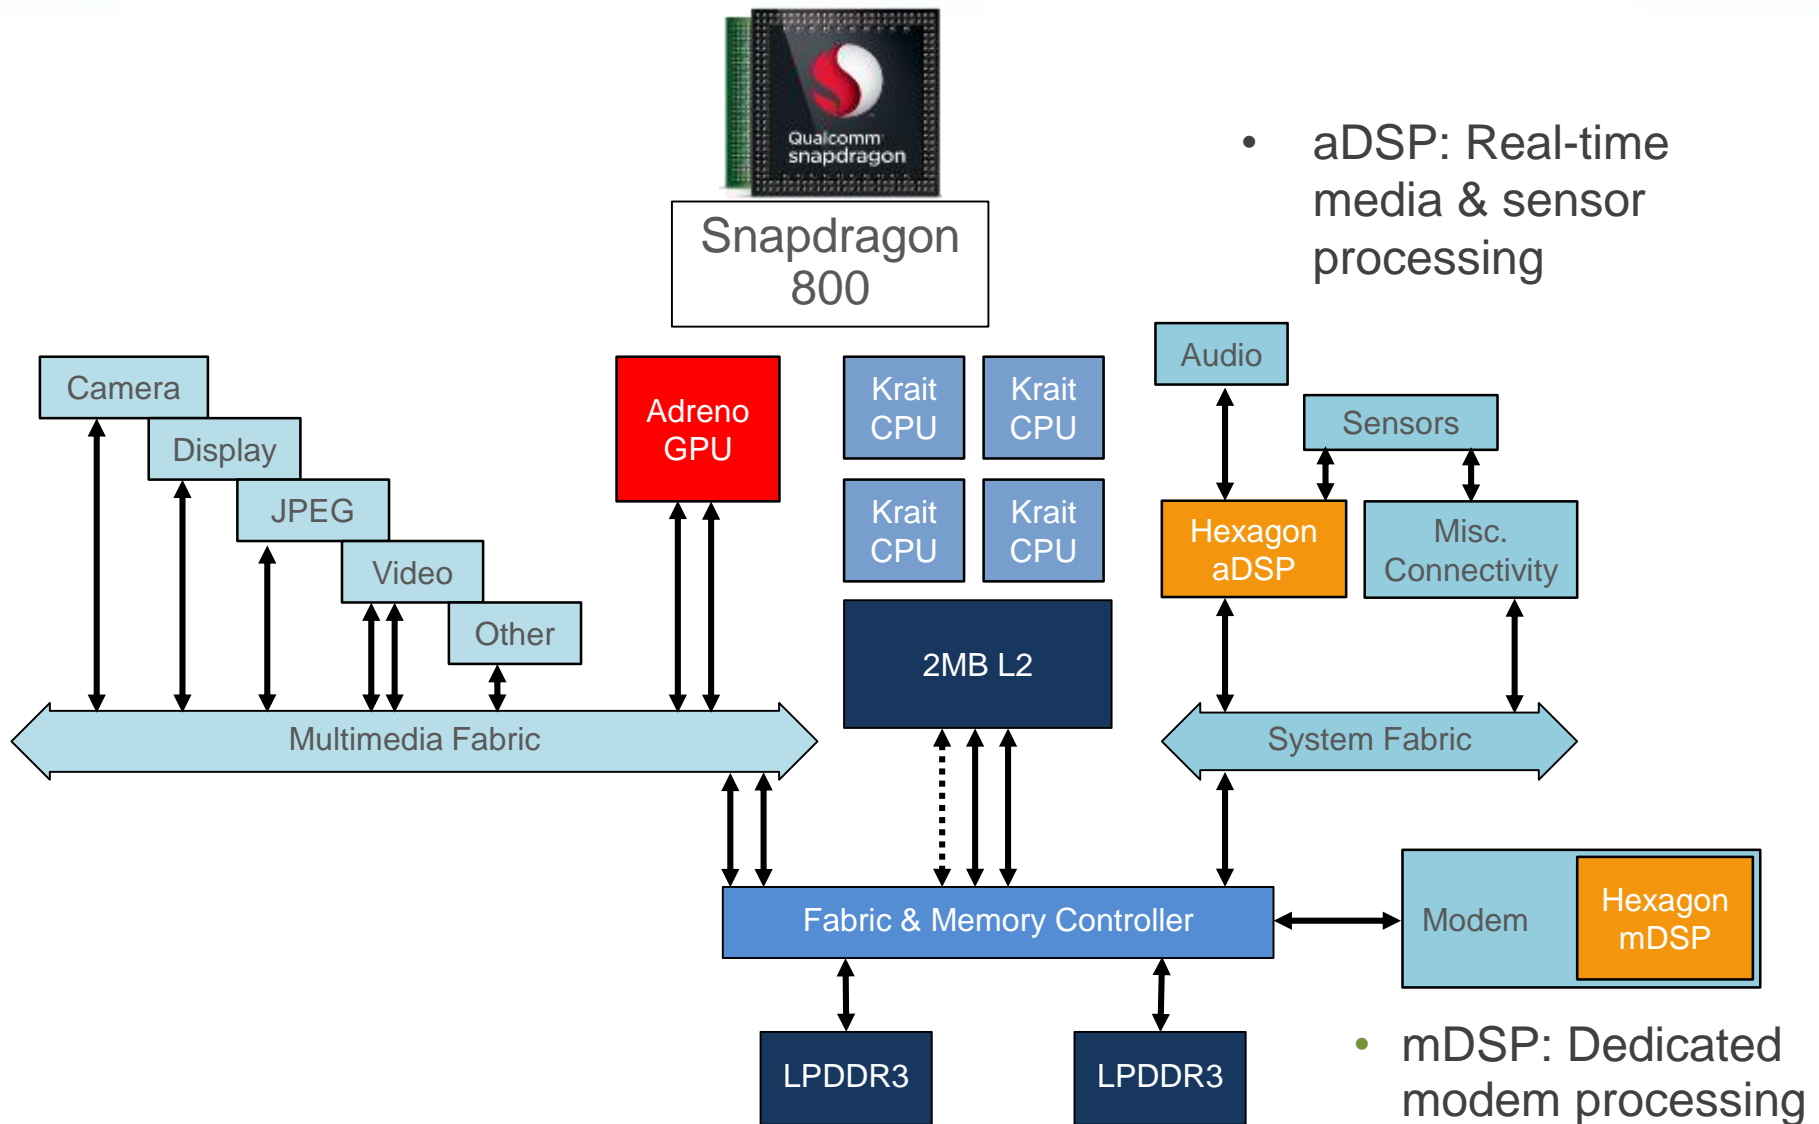 Qualcomm
snapdragon
Snapdragon
800
• aDSP: Real-time
media & sensor
processing
Camera
Display
JPEG
Video
Other
Adreno
GPU
Krait
CPU
Krait
CPU
Krait
CPU
Krait
CPU
2MB L2
Audio
Sensors
Hexagon
aDSP
Misc.
Connectivity
Multimedia Fabric
System Fabric
Fabric & Memory Controller
Modem
Hexagon
mDSP
LPDDR3
LPDDR3
• mDSP: Dedicated
modem processing